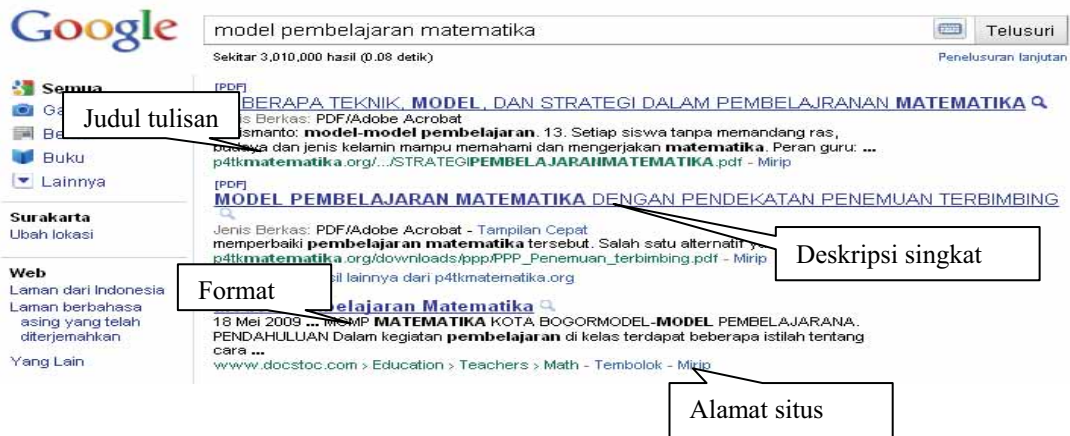 Google
model pembelajaran matematika
Telusuri
Sekitar 3,010,000 hasil (0.08 detik)
Penelusuran lanjutan
Semua
Buku
Lainnya
Surakarta
Ubah lokasi
Web
Laman dari Indonesia
Laman berbahasa
asing yang telah
diterjemahkan
Yang Lain
Judul tulisan
[PDF]
BERAPA TEKNIK, MODEL, DAN STRATEGI DALAM PEMBELAJRANAN MATEMATIKA
Berkas: PDF/Adobe Acrobat
model-model pembelajaran. 13. Setiap siswa tanpa memandang ras,
dan jenis kelamin mampu memahami dan mengerjakan matematika. Peran guru: ...
p4tkmatematika.org/.../STRATEGIPEMBELAJARANMATEMATIKA.pdf - Mirip
[PDF]
MODEL PEMBELAJARAN MATEMATIKA DENGAN PENDEKATAN PENEMUAN TERBIMBING
Jenis Berkas: PDF/Adobe Acrobat - Tampilan Cepat
memperbaiki pembelajaran matematika tersebut. Salah satu alternatif
p4tkmatematika.org/downloads/ppp/PPP_Penemuan_terbimbing.pdf - Mirip
lainnya dari p4tkmatematika.org
Deskripsi singkat
Format
Matematika
18 Mei 2009 ... MGMP MATEMATIKA KOTA BOGORMODEL-MODEL PEMBELAJARANA.
PENDAHULUAN Dalam kegiatan pembelajaran di kelas terdapat beberapa istilah tentang
cara ...
www.docstoc.com › Education › Teachers › Math - Tembolok - Mirip
Alamat situs